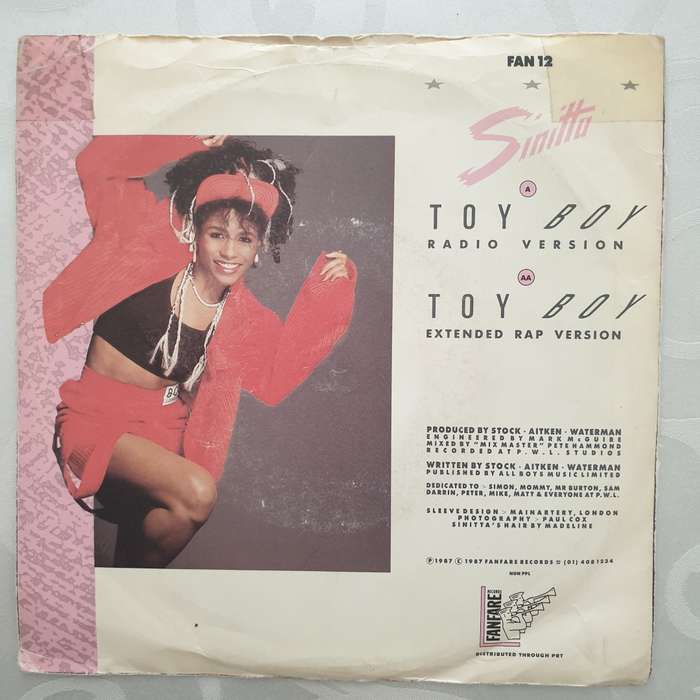 FAN 12
Sinitta
A
TOY BOY
RADIO VERSION
AA
TOY BOY
EXTENDED RAP VERSION
PRODUCED BY STOCK · AITKEN · WATERMAN
ENGINEERED BY MARK McGUIRE
MIXED BY "MIX MASTER" PETE HAMMOND
RECORDED AT P.W.L. STUDIOS
WRITTEN BY STOCK · AITKEN · WATERMAN
PUBLISHED BY ALL BOYS MUSIC LIMITED
DEDICATED TO > SIMON, MOMMY, MR BURTON, SAM
DARRIN, PETER, MIKE, MATT & EVERYONE AT P.W.L.
SLEEVE DESIGN > MAINARTERY, LONDON
PHOTOGRAPHY > PAUL COX
SINITTA'S HAIR BY MADELINE
℗ 1987 © 1987 FANFARE RECORDS ☏ (01) 408 1234
NON PPL
FANFARE
RECORDS
DISTRIBUTED THROUGH PRT